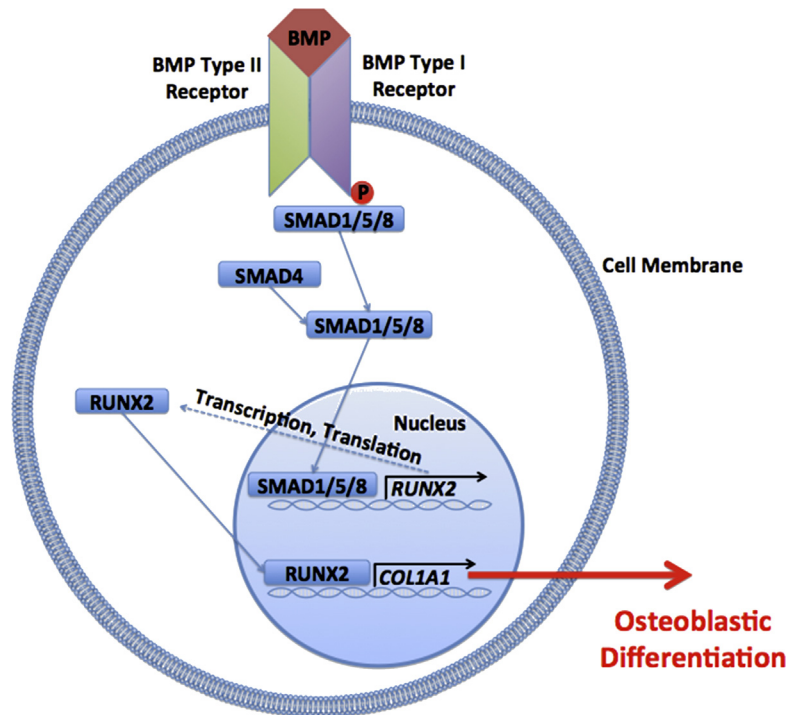 BMP
BMP Type II
Receptor
BMP Type I
Receptor
P
SMAD1/5/8
Cell Membrane
SMAD4
SMAD1/5/8
RUNX2
Transcription, Translation
Nucleus
SMAD1/5/8
RUNX2
RUNX2
COL1A1
Osteoblastic
Differentiation